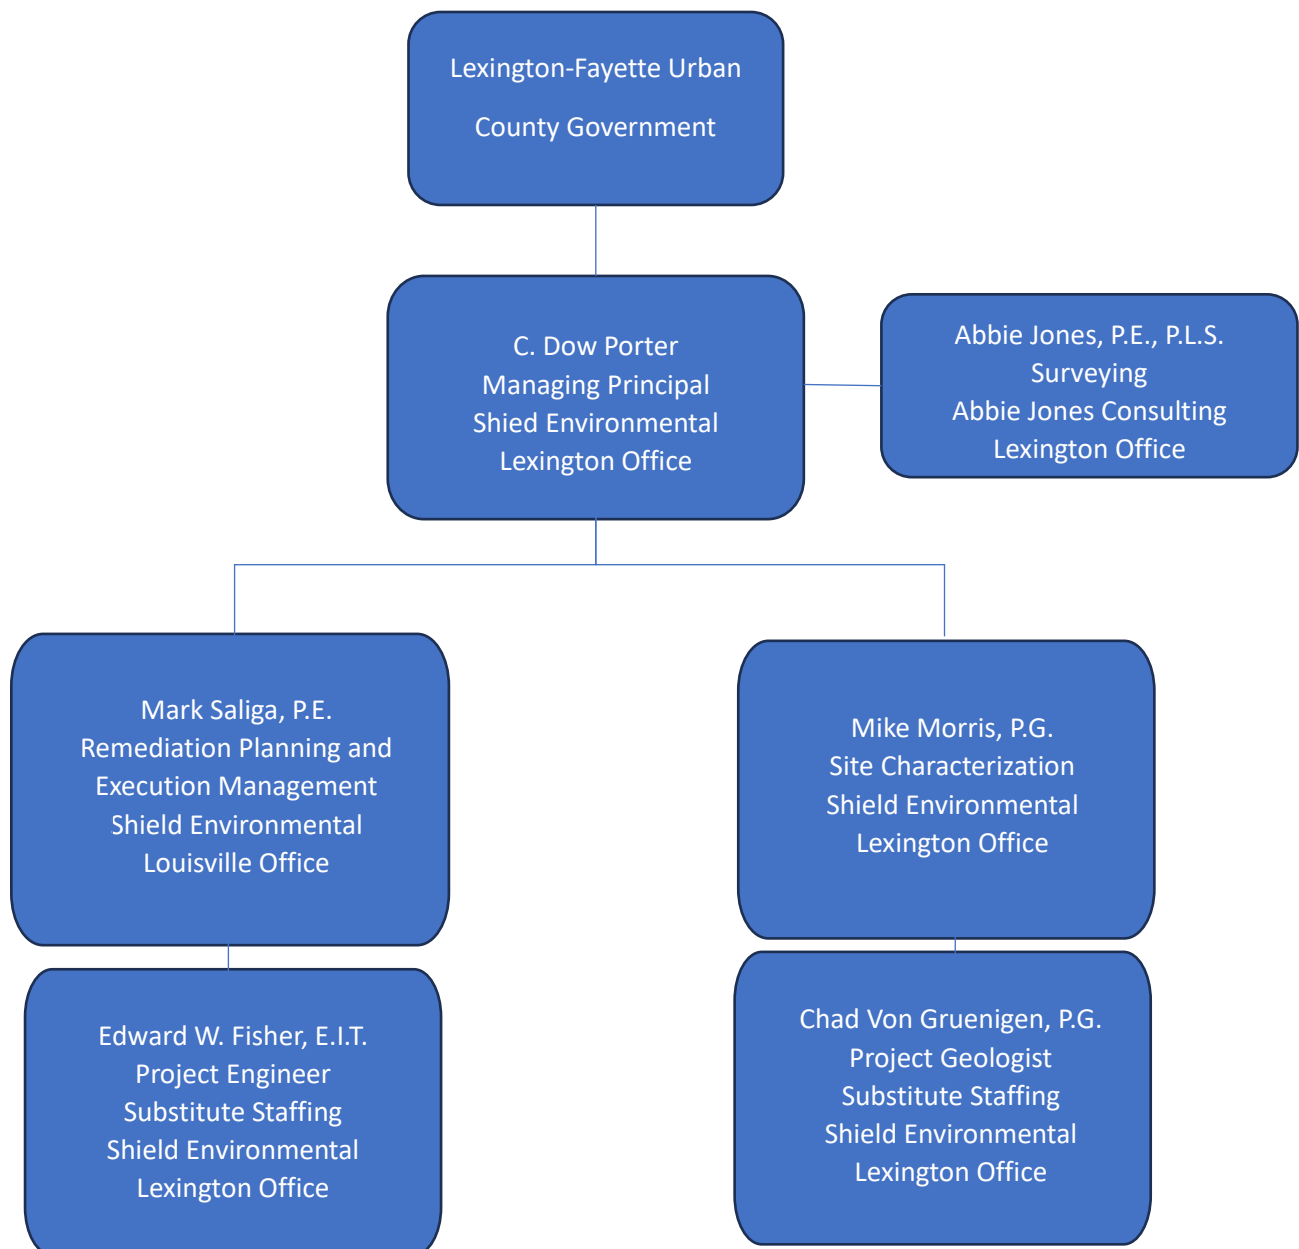 Lexington-Fayette Urban
County Government
C. Dow Porter
Managing Principal
Shied Environmental
Lexington Office
Abbie Jones, P.E., P.L.S.
Surveying
Abbie Jones Consulting
Lexington Office
Mark Saliga, P.E.
Remediation Planning and
Execution Management
Shield Environmental
Louisville Office
Mike Morris, P.G.
Site Characterization
Shield Environmental
Lexington Office
Edward W. Fisher, E.I.T.
Project Engineer
Substitute Staffing
Shield Environmental
Lexington Office
Chad Von Gruenigen, P.G.
Project Geologist
Substitute Staffing
Shield Environmental
Lexington Office